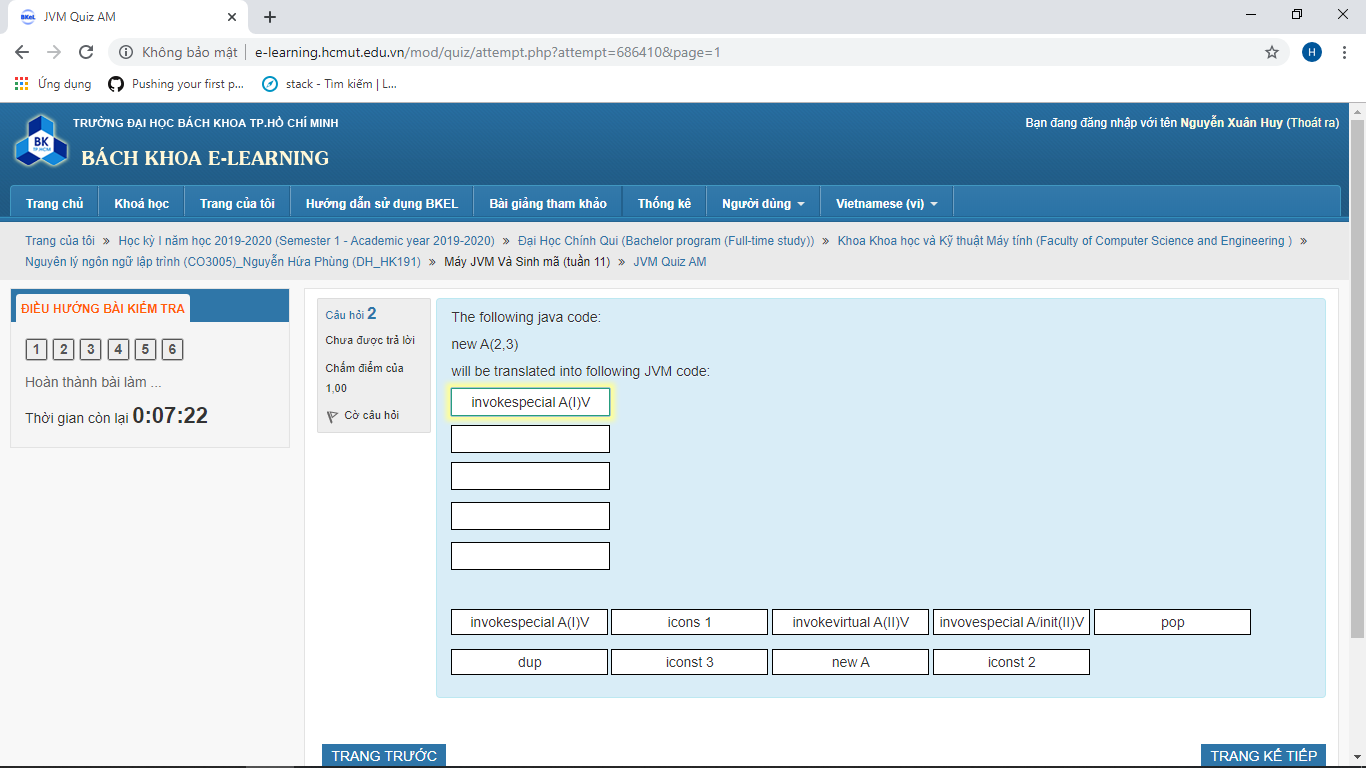 JVM Quiz AM
Không bảo mật | e-learning.hcmut.edu.vn/mod/quiz/attempt.php?attempt=686410&page=1
H
Ứng dụng Pushing your first p... stack - Tìm kiếm | L...
BK
TP.HCM
TRƯỜNG ĐẠI HỌC BÁCH KHOA TP.HỒ CHÍ MINH
BÁCH KHOA E-LEARNING
Bạn đang đăng nhập với tên Nguyễn Xuân Huy (Thoát ra)
Trang chủ Khoá học Trang của tôi Hướng dẫn sử dụng BKEL Bài giảng tham khảo Thống kê Người dùng Vietnamese (vi)
Trang của tôi » Học kỳ I năm học 2019-2020 (Semester 1 - Academic year 2019-2020) » Đại Học Chính Qui (Bachelor program (Full-time study)) » Khoa Khoa học và Kỹ thuật Máy tính (Faculty of Computer Science and Engineering ) »
Nguyên lý ngôn ngữ lập trình (CO3005)_Nguyễn Hứa Phùng (DH_HK191) » Máy JVM Và Sinh mã (tuần 11) » JVM Quiz AM
ĐIỀU HƯỚNG BÀI KIỂM TRA
1 2 3 4 5 6
Hoàn thành bài làm ...
Thời gian còn lại 0:07:22
Câu hỏi 2
Chưa được trả lời
Chấm điểm của
1,00
Cờ câu hỏi
The following java code:
new A(2,3)
will be translated into following JVM code:
invokespecial A(I)V
invokespecial A(I)V icons 1 invokevirtual A(II)V invovespecial A/init(II)V pop
dup iconst 3 new A iconst 2
TRANG TRƯỚC TRANG KẾ TIẾP